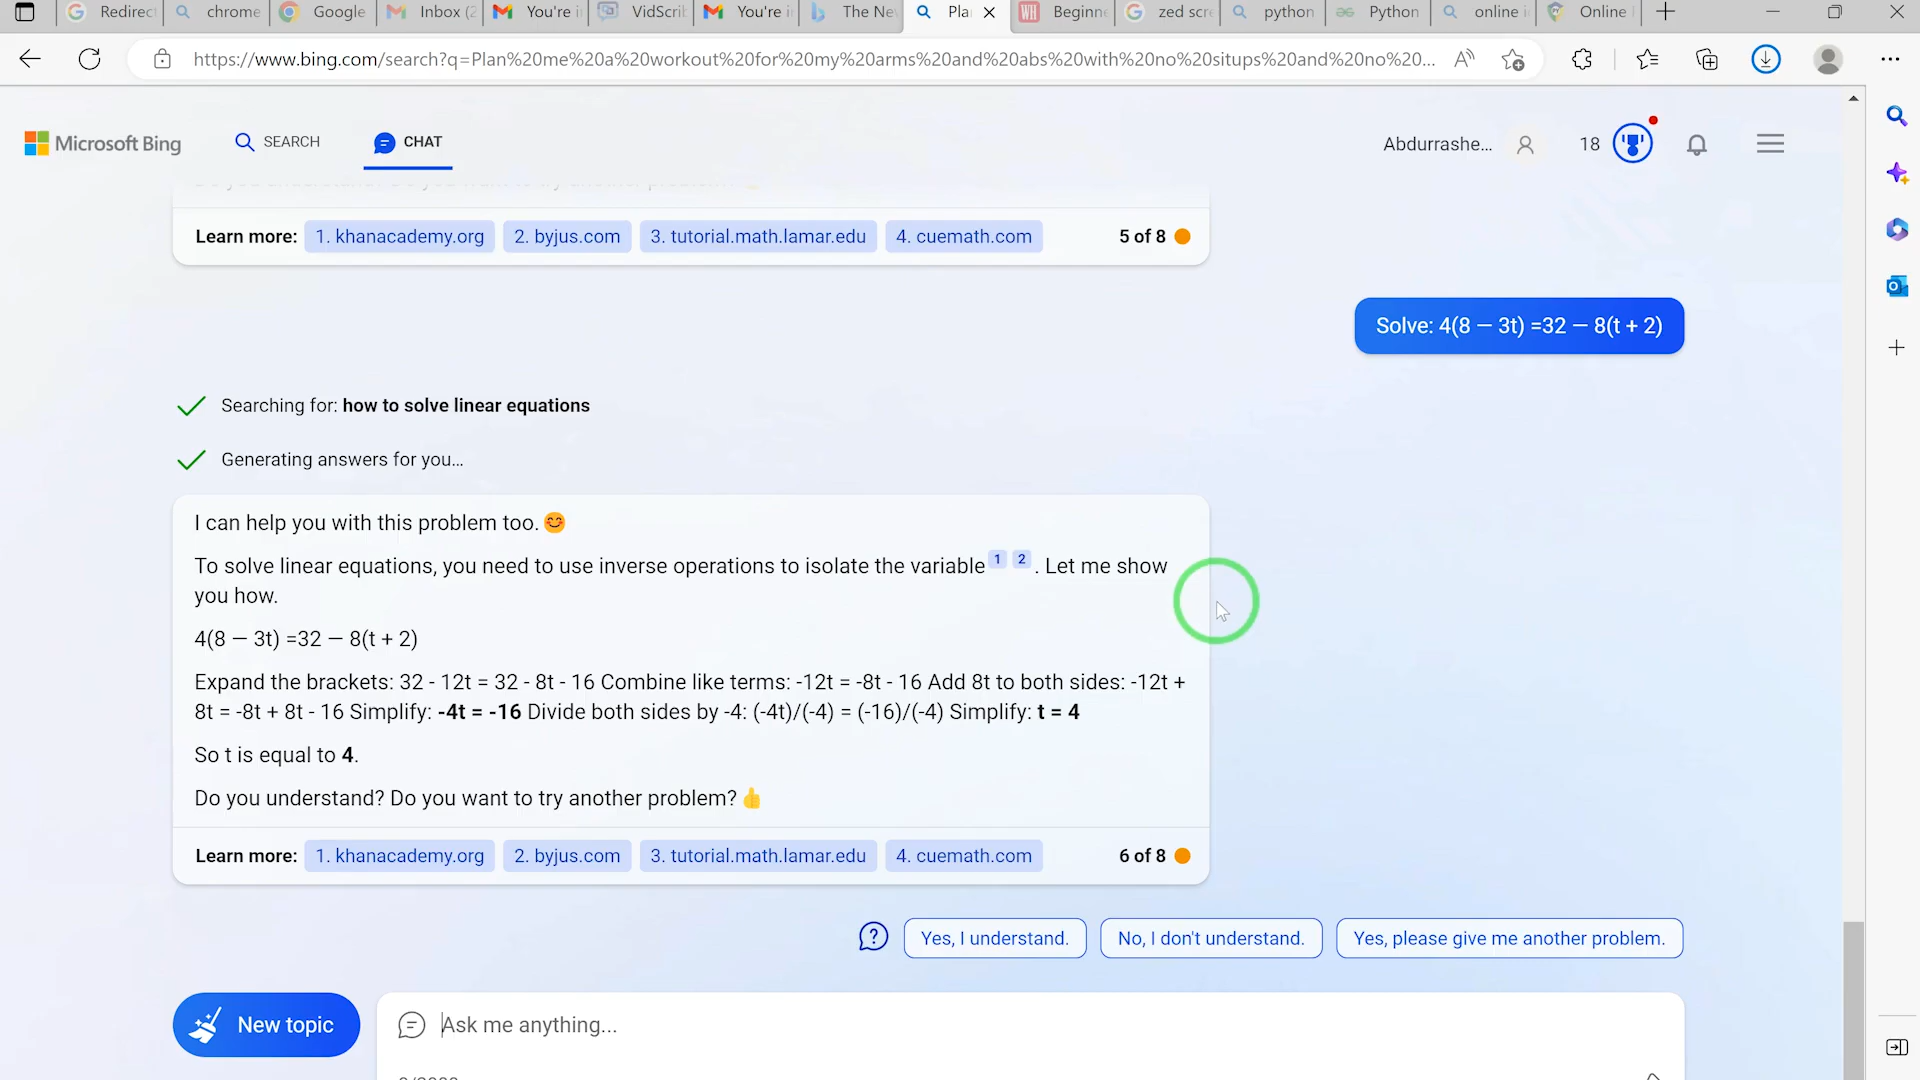 Redirect
chrome
Google
Inbox (2
You're i
VidScrib
You're i
The Ne
Pla
Beginne
zed scre
python
Python
online i
Online
https://www.bing.com/search?q=Plan%20me%20a%20workout%20for%20my%20arms%20and%20abs%20with%20no%20situps%20and%20no%20...
Microsoft Bing
SEARCH
CHAT
Abdurrashe...
18
Learn more: 1. khanacademy.org 2. byjus.com 3. tutorial.math.lamar.edu 4. cuemath.com 5 of 8
Solve: 4(8 – 3t) =32 – 8(t + 2)
Searching for: how to solve linear equations
Generating answers for you…
I can help you with this problem too. 😊
To solve linear equations, you need to use inverse operations to isolate the variable 1 2 . Let me show
you how.
4(8 – 3t) =32 – 8(t + 2)
Expand the brackets: 32 - 12t = 32 - 8t - 16 Combine like terms: -12t = -8t - 16 Add 8t to both sides: -12t +
8t = -8t + 8t - 16 Simplify: -4t = -16 Divide both sides by -4: (-4t)/(-4) = (-16)/(-4) Simplify: t = 4
So t is equal to 4.
Do you understand? Do you want to try another problem? 👍
Learn more: 1. khanacademy.org 2. byjus.com 3. tutorial.math.lamar.edu 4. cuemath.com 6 of 8
Yes, I understand.
No, I don't understand.
Yes, please give me another problem.
New topic
Ask me anything...